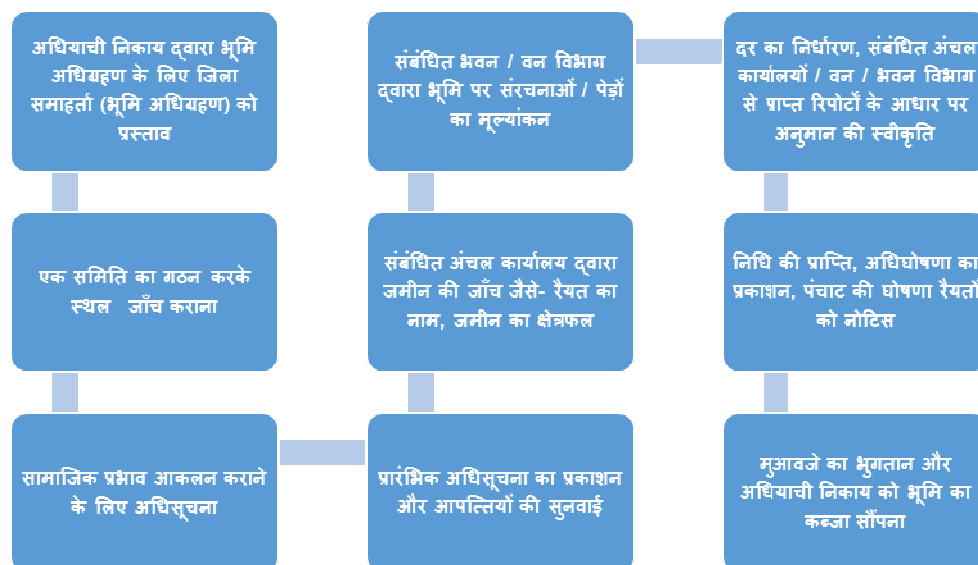 अधियाची निकाय द्वारा भूमि
अधिग्रहण के लिए जिला
समाहर्ता (भूमि अधिग्रहण) को
प्रस्ताव
एक समिति का गठन करके
स्थल जाँच कराना
सामाजिक प्रभाव आकलन कराने
के लिए अधिसूचना
प्रारंभिक अधिसूचना का प्रकाशन
और आपत्तियों की सुनवाई
संबंधित अंचल कार्यालय द्वारा
जमीन की जाँच जैसे- रैयत का
नाम, जमीन का क्षेत्रफल
संबंधित भवन / वन विभाग
द्वारा भूमि पर संरचनाओं / पेड़ों
का मूल्यांकन
दर का निर्धारण, संबंधित अंचल
कार्यालयों / वन / भवन विभाग
से प्राप्त रिपोर्टों के आधार पर
अनुमान की स्वीकृति
निधि की प्राप्ति, अधिघोषणा का
प्रकाशन, पंचाट की घोषणा रैयतों
को नोटिस
मुआवजे का भुगतान और
अधियाची निकाय को भूमि का
कब्जा सौंपना